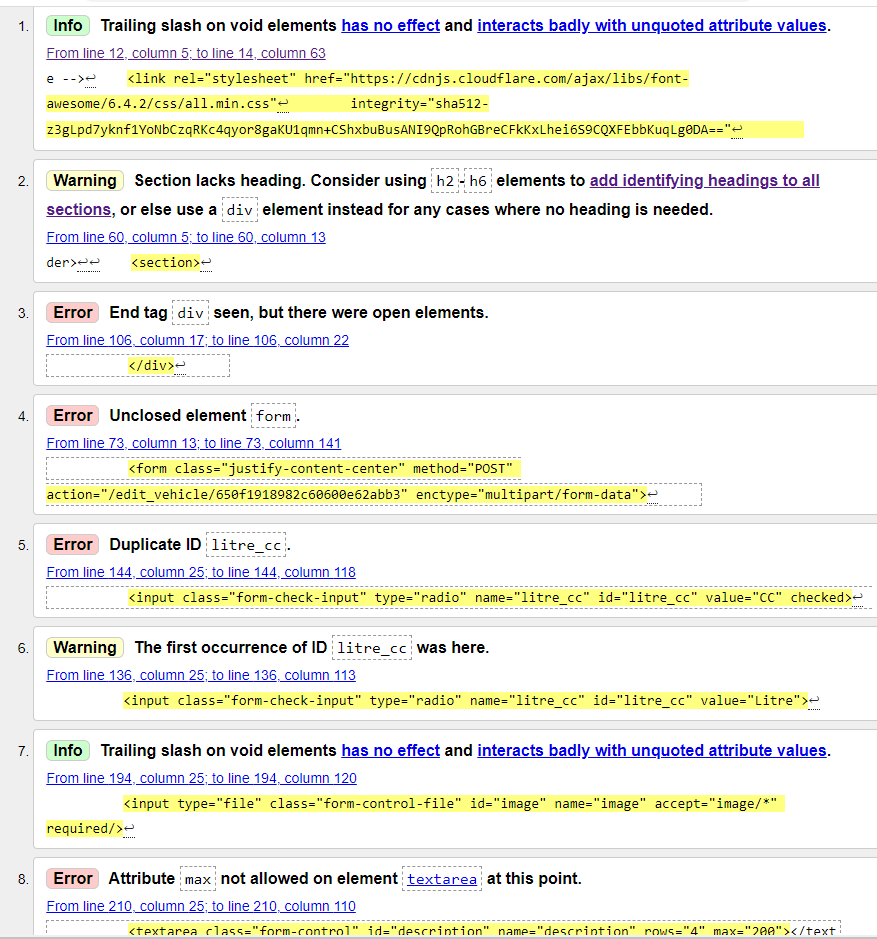 1. Info Trailing slash on void elements has no effect and interacts badly with unquoted attribute values.
From line 12, column 5; to line 14, column 63
e -->↩ <link rel="stylesheet" href="https://cdnjs.cloudflare.com/ajax/libs/font-
awesome/6.4.2/css/all.min.css"↩ integrity="sha512-
z3gLpd7yknf1YoNbCzqRKc4qyor8gaKU1qmn+CShxbuBusANI9QpRohGBreCFkKxLhei6S9CQXFEbbKuqLg0DA=="↩
2. Warning Section lacks heading. Consider using h2-h6 elements to add identifying headings to all
sections, or else use a div element instead for any cases where no heading is needed.
From line 60, column 5; to line 60, column 13
der>↩↩ <section>↩
3. Error End tag div seen, but there were open elements.
From line 106, column 17; to line 106, column 22
</div>↩
4. Error Unclosed element form.
From line 73, column 13; to line 73, column 141
<form class="justify-content-center" method="POST"
action="/edit_vehicle/650f1918982c60600e62abb3" enctype="multipart/form-data">↩
5. Error Duplicate ID litre_cc.
From line 144, column 25; to line 144, column 118
<input class="form-check-input" type="radio" name="litre_cc" id="litre_cc" value="CC" checked>↩
6. Warning The first occurrence of ID litre_cc was here.
From line 136, column 25; to line 136, column 113
<input class="form-check-input" type="radio" name="litre_cc" id="litre_cc" value="Litre">↩
7. Info Trailing slash on void elements has no effect and interacts badly with unquoted attribute values.
From line 194, column 25; to line 194, column 120
<input type="file" class="form-control-file" id="image" name="image" accept="image/*"
required/>↩
8. Error Attribute max not allowed on element textarea at this point.
From line 210, column 25; to line 210, column 110
<textarea class="form-control" id="description" name="description" rows="4" max="200"></text